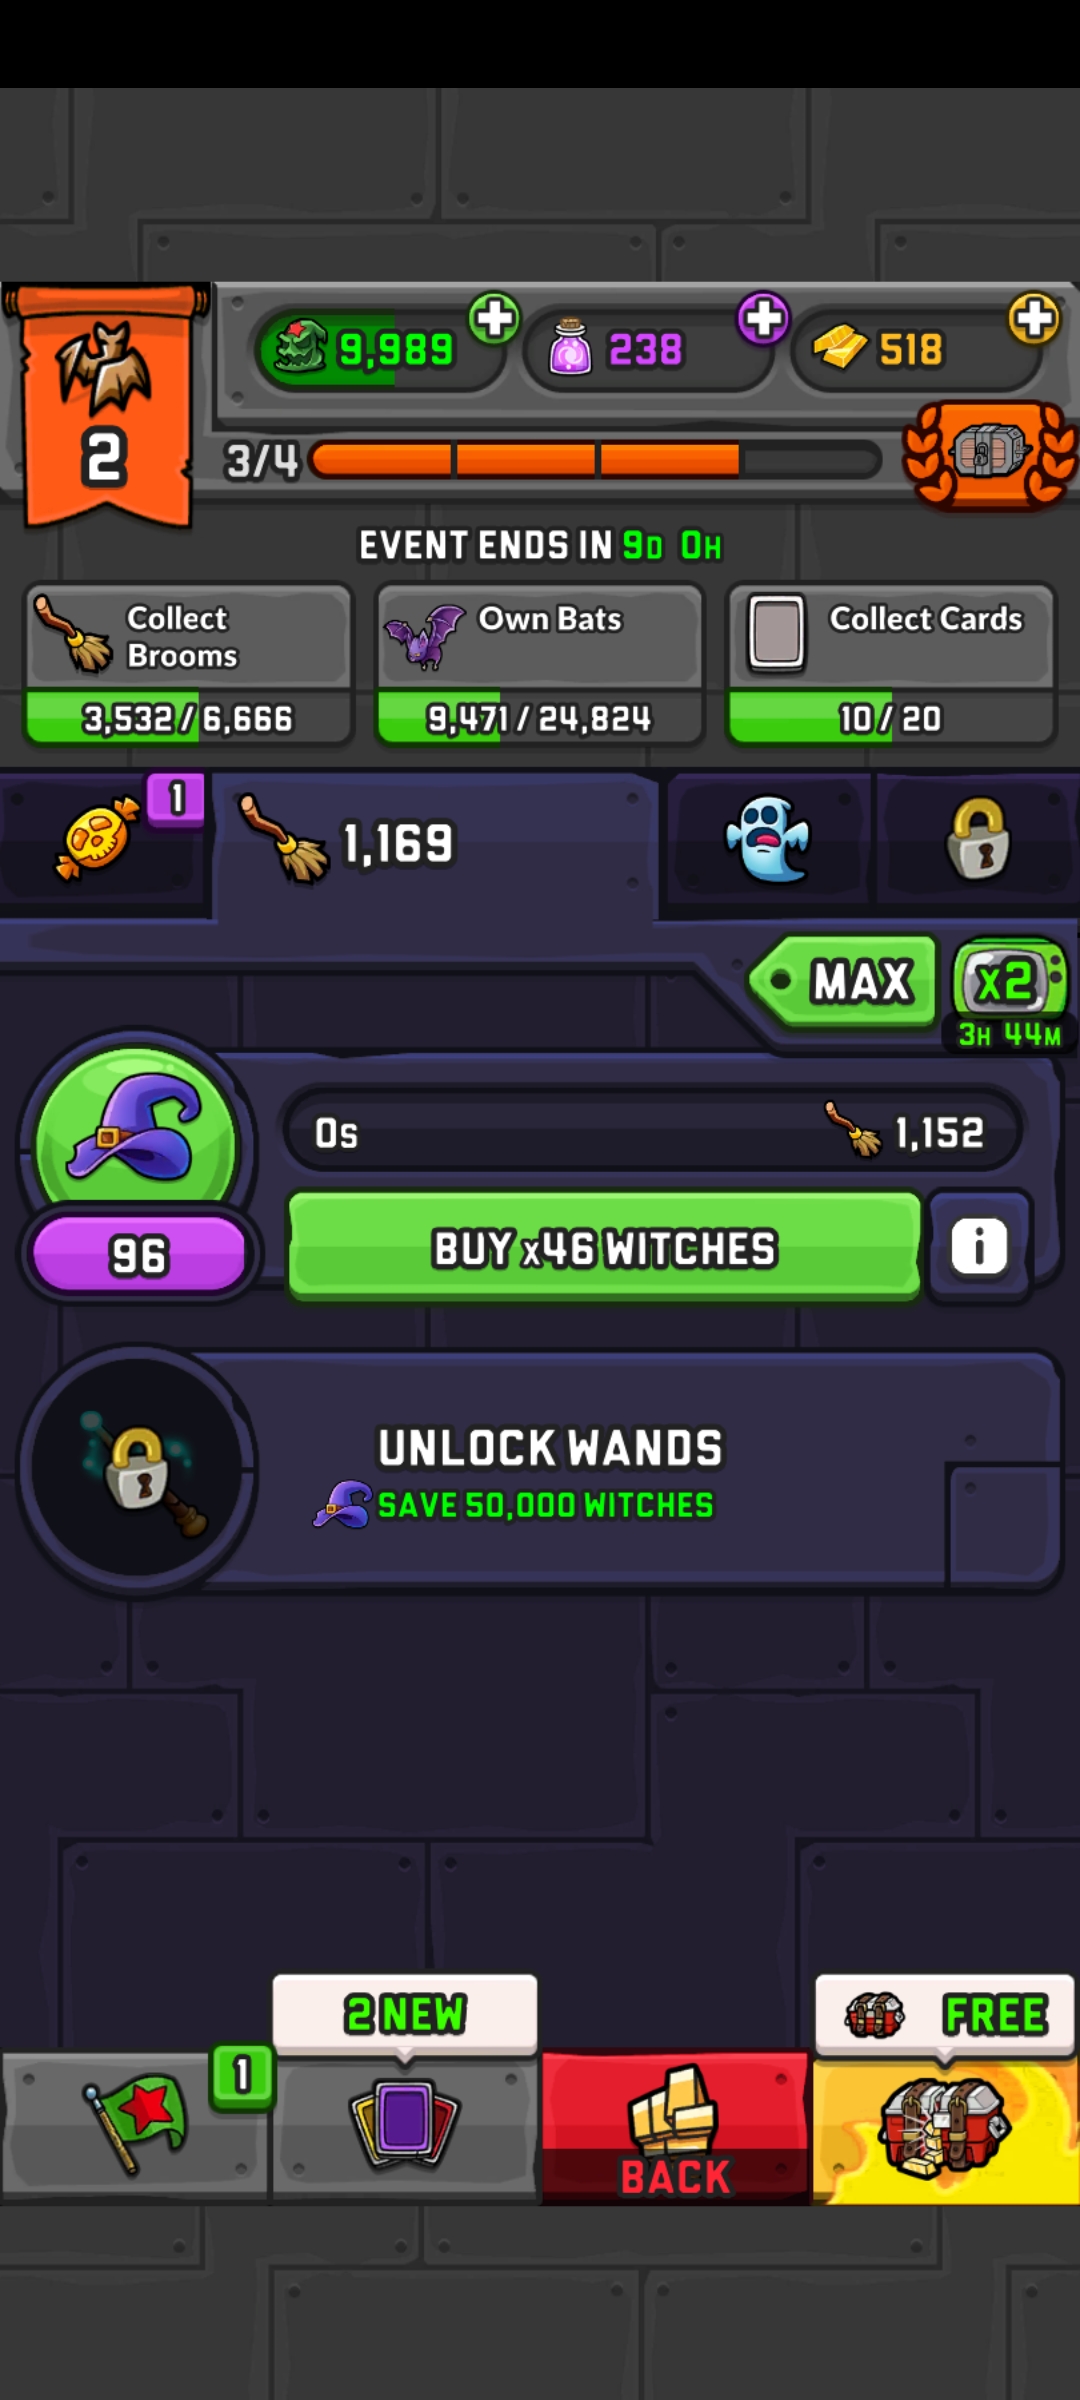 9,989
238
518
2
3/4
EVENT ENDS IN 9D 0H
Collect
Brooms
3,532/6,666
Own Bats
9,471/24,824
Collect Cards
10/20
1
1,169
MAX
x2
3H 44M
0s
1,152
96
BUY x46 WITCHES
i
UNLOCK WANDS
SAVE 50,000 WITCHES
2 NEW
FREE
1
BACK